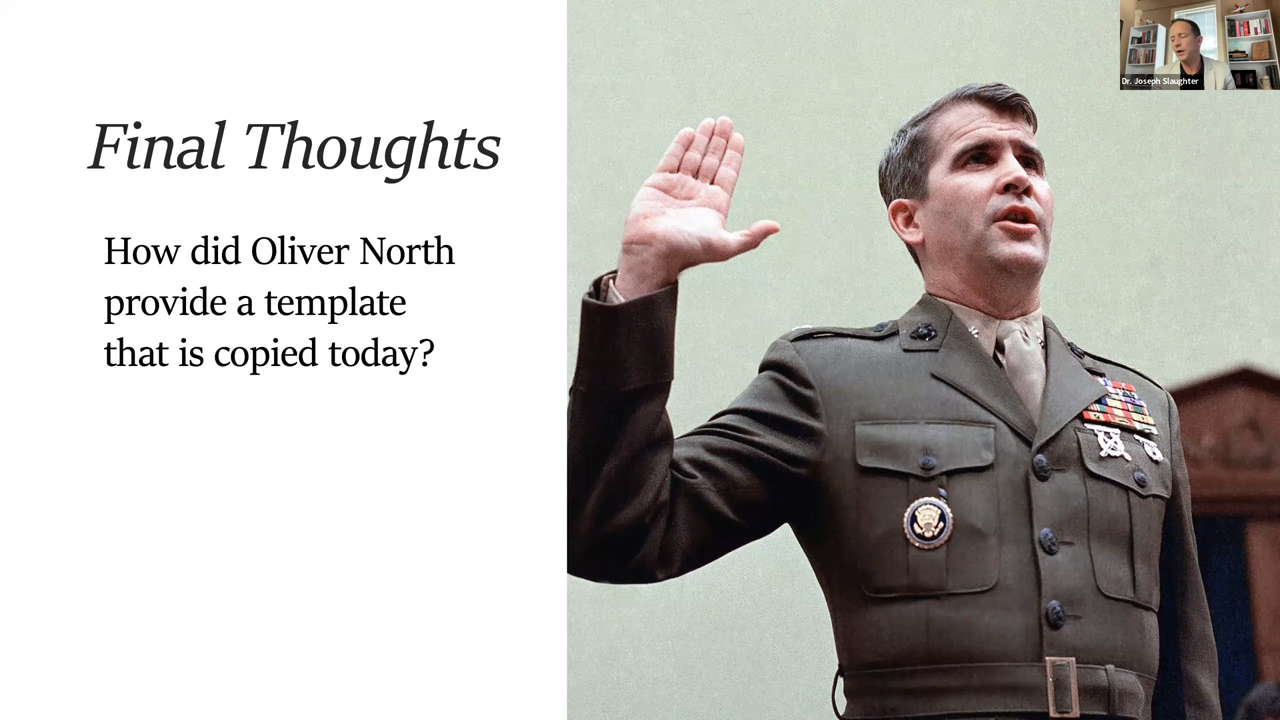 Final Thoughts
How did Oliver North
provide a template
that is copied today?
Dr. Joseph Slaughter